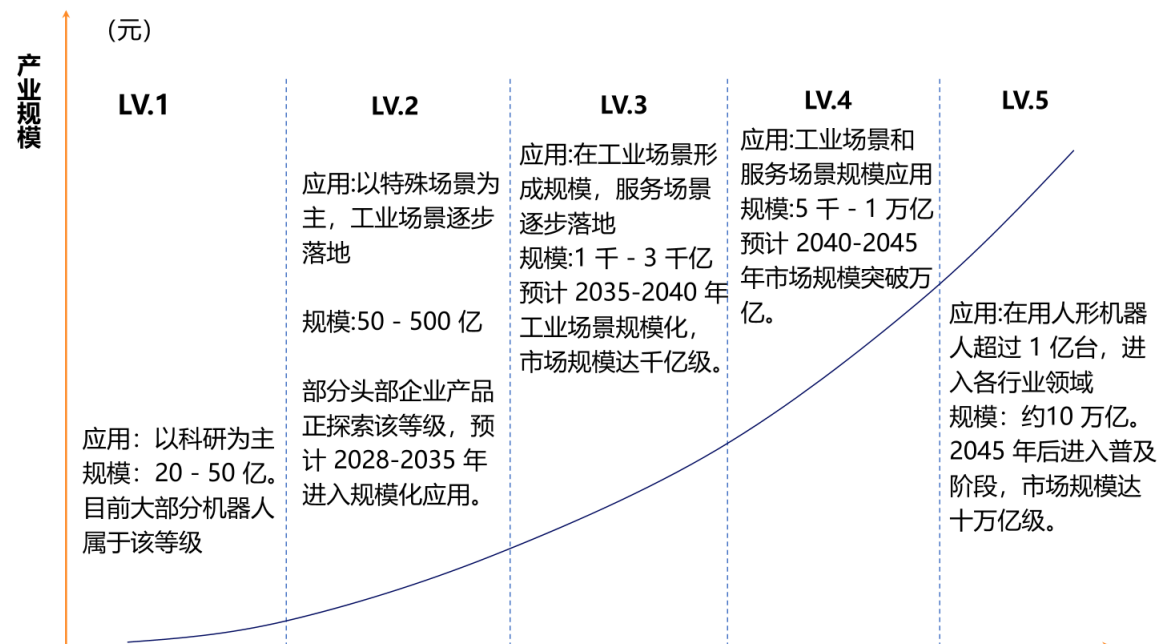 (元)
产业规模
LV.1
应用：以科研为主
规模：20 - 50 亿。
目前大部分机器人
属于该等级
LV.2
应用:以特殊场景为
主，工业场景逐步
落地
规模:50 - 500 亿
部分头部企业产品
正探索该等级，预
计 2028-2035 年
进入规模化应用。
LV.3
应用:在工业场景形
成规模，服务场景
逐步落地
规模:1 千 - 3 千亿
预计 2035-2040 年
工业场景规模化，
市场规模达千亿级。
LV.4
应用:工业场景和
服务场景规模应用
规模:5 千 - 1 万亿
预计 2040-2045
年市场规模突破万
亿。
LV.5
应用:在用人形机器
人超过 1 亿台，进
入各行业领域
规模：约10 万亿。
2045 年后进入普及
阶段，市场规模达
十万亿级。